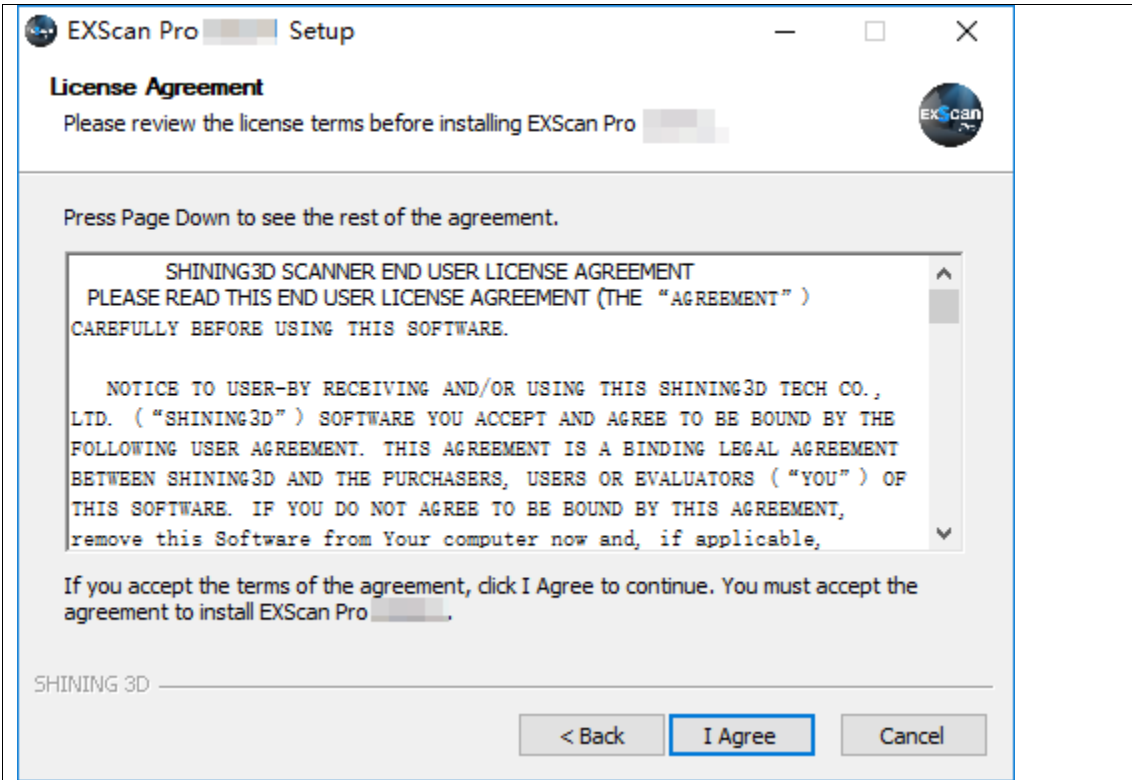 EXScan Pro Setup
License Agreement
Please review the license terms before installing EXScan Pro
EXScan
Pro
Press Page Down to see the rest of the agreement.
SHINING3D SCANNER END USER LICENSE AGREEMENT
PLEASE READ THIS END USER LICENSE AGREEMENT (THE “AGREEMENT”)
CAREFULLY BEFORE USING THIS SOFTWARE.
NOTICE TO USER-BY RECEIVING AND/OR USING THIS SHINING3D TECH CO.,
LTD. (“SHINING3D”) SOFTWARE YOU ACCEPT AND AGREE TO BE BOUND BY THE
FOLLOWING USER AGREEMENT. THIS AGREEMENT IS A BINDING LEGAL AGREEMENT
BETWEEN SHINING3D AND THE PURCHASERS, USERS OR EVALUATORS (“YOU”) OF
THIS SOFTWARE. IF YOU DO NOT AGREE TO BE BOUND BY THIS AGREEMENT,
remove this Software from Your computer now and, if applicable,
If you accept the terms of the agreement, click I Agree to continue. You must accept the
agreement to install EXScan Pro .
SHINING 3D
< Back I Agree Cancel